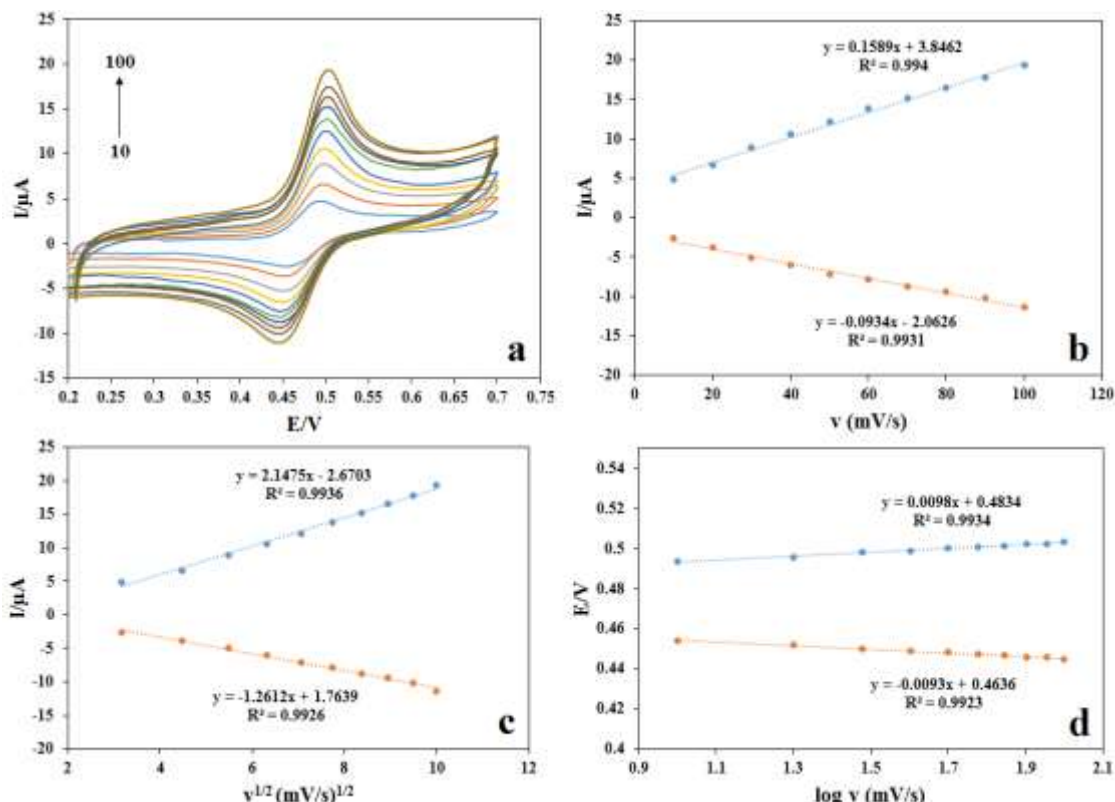 25
20
15
10
5
0
-5
-10
-15
I/µA
100
10
a
0.2 0.25 0.3 0.35 0.4 0.45 0.5 0.55 0.6 0.65 0.7 0.75
E/V
25
20
15
10
5
0
-5
-10
-15
-20
I/µA
y = 0.1589x + 3.8462
R² = 0.994
y = -0.0934x - 2.0626
R² = 0.9931
b
0 20 40 60 80 100 120
v (mV/s)
25
20
15
10
5
0
-5
-10
-15
-20
I/µA
y = 2.1475x - 2.6703
R² = 0.9936
y = -1.2612x + 1.7639
R² = 0.9926
c
2 4 6 8 10 12
v¹/² (mV/s)¹/²
0.54
0.52
0.5
0.48
0.46
0.44
0.42
0.4
E/V
y = 0.0098x + 0.4834
R² = 0.9934
y = -0.0093x + 0.4636
R² = 0.9923
d
0.9 1.1 1.3 1.5 1.7 1.9 2.1
log v (mV/s)